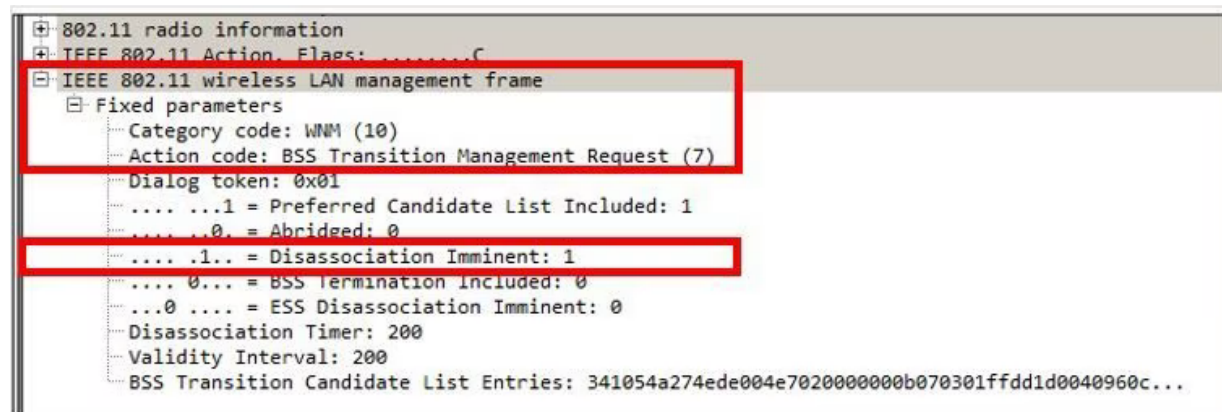 802.11 radio information
IEEE 802.11 Action, Flags: ........C
IEEE 802.11 wireless LAN management frame
Fixed parameters
Category code: WNM (10)
Action code: BSS Transition Management Request (7)
Dialog token: 0x01
.... ...1 = Preferred Candidate List Included: 1
.... ..0. = Abridged: 0
.... .1.. = Disassociation Imminent: 1
.... 0... = BSS Termination Included: 0
...0 .... = ESS Disassociation Imminent: 0
Disassociation Timer: 200
Validity Interval: 200
BSS Transition Candidate List Entries: 341054a274ede004e7020000000b070301ffdd1d0040960c...